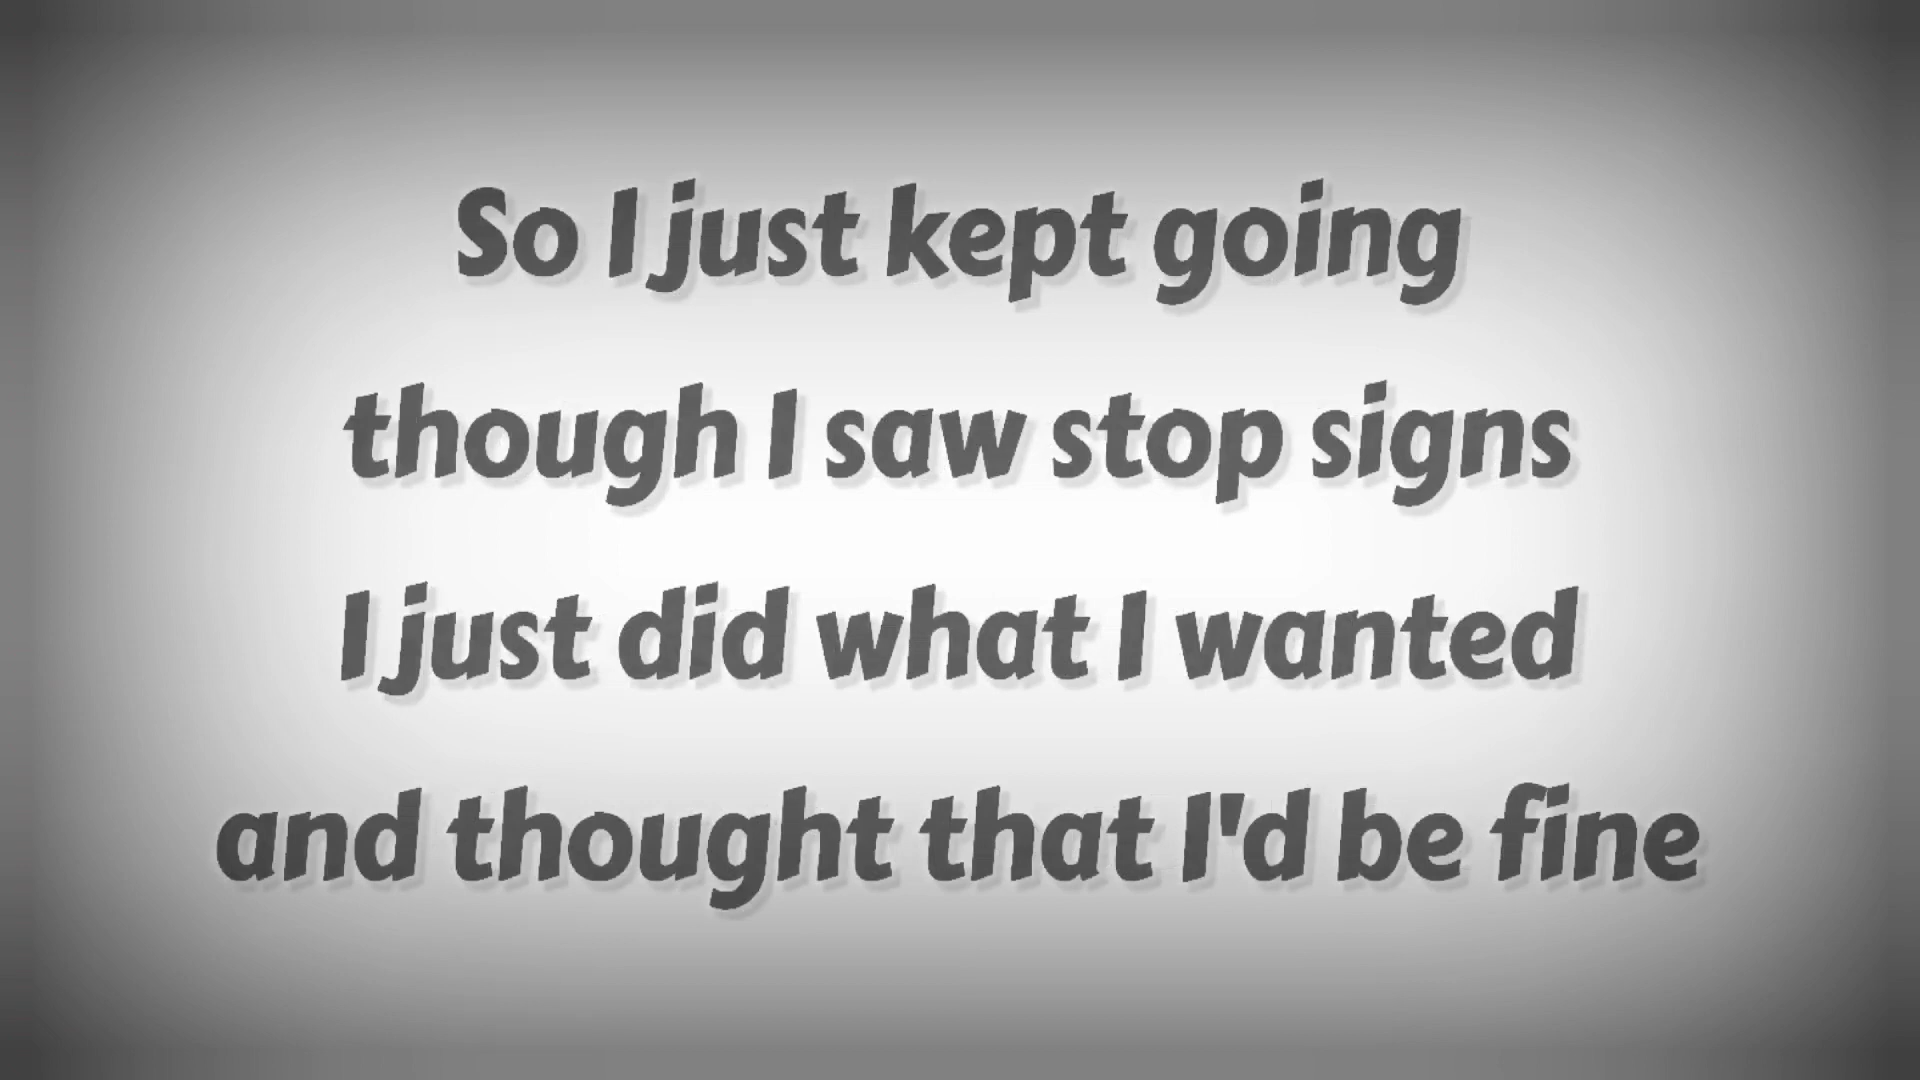 So I just kept going
though I saw stop signs
I just did what I wanted
and thought that I'd be fine